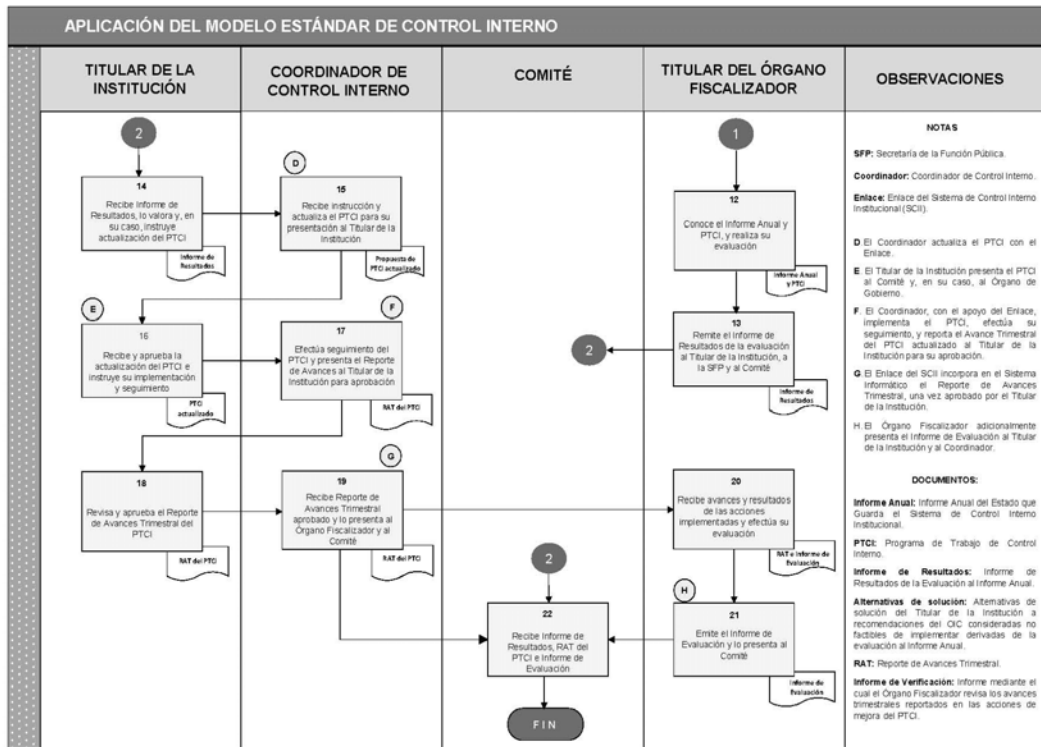 APLICACIÓN DEL MODELO ESTÁNDAR DE CONTROL INTERNO
TITULAR DE LA
INSTITUCIÓN
COORDINADOR DE
CONTROL INTERNO
COMITÉ
TITULAR DEL ÓRGANO
FISCALIZADOR
OBSERVACIONES
2
14
Recibe Informe de
Resultados, lo valora y, en
su caso, instruye
actualización del PTCI
Informe de
Resultados
D
15
Recibe instrucción y
actualiza el PTCI para su
presentación al Titular de la
Institución
Propuesta de
PTCI actualizado
1
12
Conoce el Informe Anual y
PTCI, y realiza su
evaluación
Informe Anual
y PTCI
E
16
Recibe y aprueba la
actualización del PTCI e
instruye su implementación
y seguimiento
PTCI
actualizado
F
17
Efectúa seguimiento del
PTCI y presenta el Reporte
de Avances al Titular de la
Institución para aprobación
RAT del PTCI
2
13
Remite el Informe de
Resultados de la evaluación
al Titular de la Institución, a
la SFP y al Comité
Informe de
Resultados
18
Revisa y aprueba el Reporte
de Avances Trimestral del
PTCI
RAT del PTCI
G
19
Recibe Reporte de
Avances Trimestral
aprobado y lo presenta al
Órgano Fiscalizador y al
Comité
RAT del PTCI
20
Recibe avances y resultados
de las acciones
implementadas y efectúa su
evaluación
RAT e Informe de
Evaluación
2
22
Recibe Informe de
Resultados, RAT del
PTCI e Informe de
Evaluación
FIN
H
21
Emite el Informe de
Evaluación y lo presenta al
Comité
Informe de
Evaluación
NOTAS
SFP: Secretaría de la Función Pública.
Coordinador: Coordinador de Control Interno.
Enlace: Enlace del Sistema de Control Interno
Institucional (SCII).
D. El Coordinador actualiza el PTCI con el
Enlace.
E. El Titular de la Institución presenta el PTCI
al Comité y, en su caso, al Órgano de
Gobierno.
F. El Coordinador, con el apoyo del Enlace,
implementa el PTCI, efectúa su
seguimiento, y reporta el Avance Trimestral
del PTCI actualizado al Titular de la
Institución para su aprobación.
G. El Enlace del SCII incorpora en el Sistema
Informático el Reporte de Avances
Trimestral, una vez aprobado por el Titular
de la Institución.
H. El Órgano Fiscalizador adicionalmente
presenta el Informe de Evaluación al Titular
de la Institución y al Coordinador.
DOCUMENTOS:
Informe Anual: Informe Anual del Estado que
Guarda el Sistema de Control Interno
Institucional.
PTCI: Programa de Trabajo de Control
Interno.
Informe de Resultados: Informe de
Resultados de la Evaluación al Informe Anual.
Alternativas de solución: Alternativas de
solución del Titular de la Institución a
recomendaciones del OIC consideradas no
factibles de implementar derivadas de la
evaluación al Informe Anual.
RAT: Reporte de Avances Trimestral.
Informe de Verificación: Informe mediante el
cual el Órgano Fiscalizador revisa los avances
trimestrales reportados en las acciones de
mejora del PTCI.